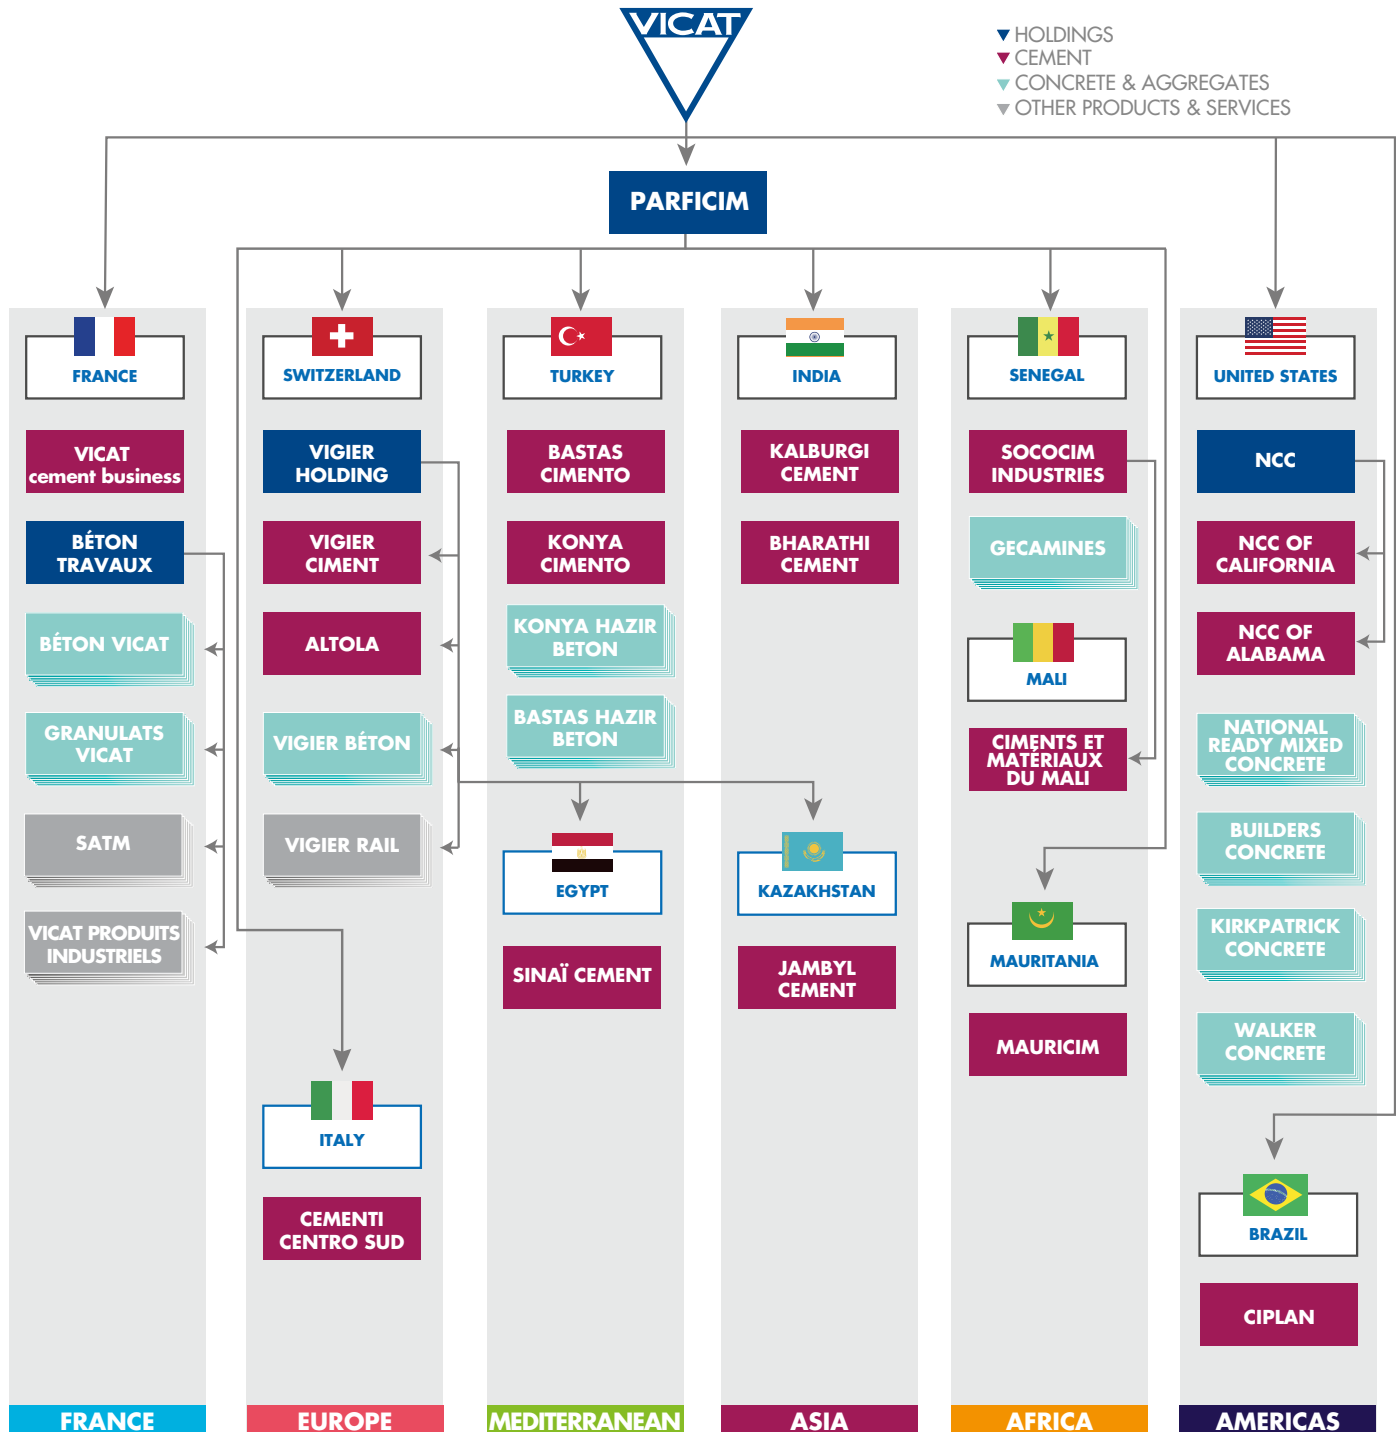 VICAT
HOLDINGS
CEMENT
CONCRETE & AGGREGATES
OTHER PRODUCTS & SERVICES
PARFICIM
FRANCE
VICAT
cement business
BÉTON
TRAVAUX
BÉTON VICAT
GRANULATS
VICAT
SATM
VICAT PRODUITS
INDUSTRIELS
FRANCE
SWITZERLAND
VIGIER
HOLDING
VIGIER
CIMENT
ALTOLA
VIGIER BÉTON
VIGIER RAIL
ITALY
CEMENTI
CENTRO SUD
EUROPE
TURKEY
BASTAS
CIMENTO
KONYA
CIMENTO
KONYA HAZIR
BETON
BASTAS HAZIR
BETON
EGYPT
SINAÏ CEMENT
MEDITERRANEAN
INDIA
KALBURGI
CEMENT
BHARATHI
CEMENT
KAZAKHSTAN
JAMBYL
CEMENT
ASIA
SENEGAL
SOCOCIM
INDUSTRIES
GECAMINES
MALI
CIMENTS ET
MATÉRIAUX
DU MALI
MAURITANIA
MAURICIM
AFRICA
UNITED STATES
NCC
NCC OF
CALIFORNIA
NCC OF
ALABAMA
NATIONAL
READY MIXED
CONCRETE
BUILDERS
CONCRETE
KIRKPATRICK
CONCRETE
WALKER
CONCRETE
BRAZIL
CIPLAN
AMERICAS